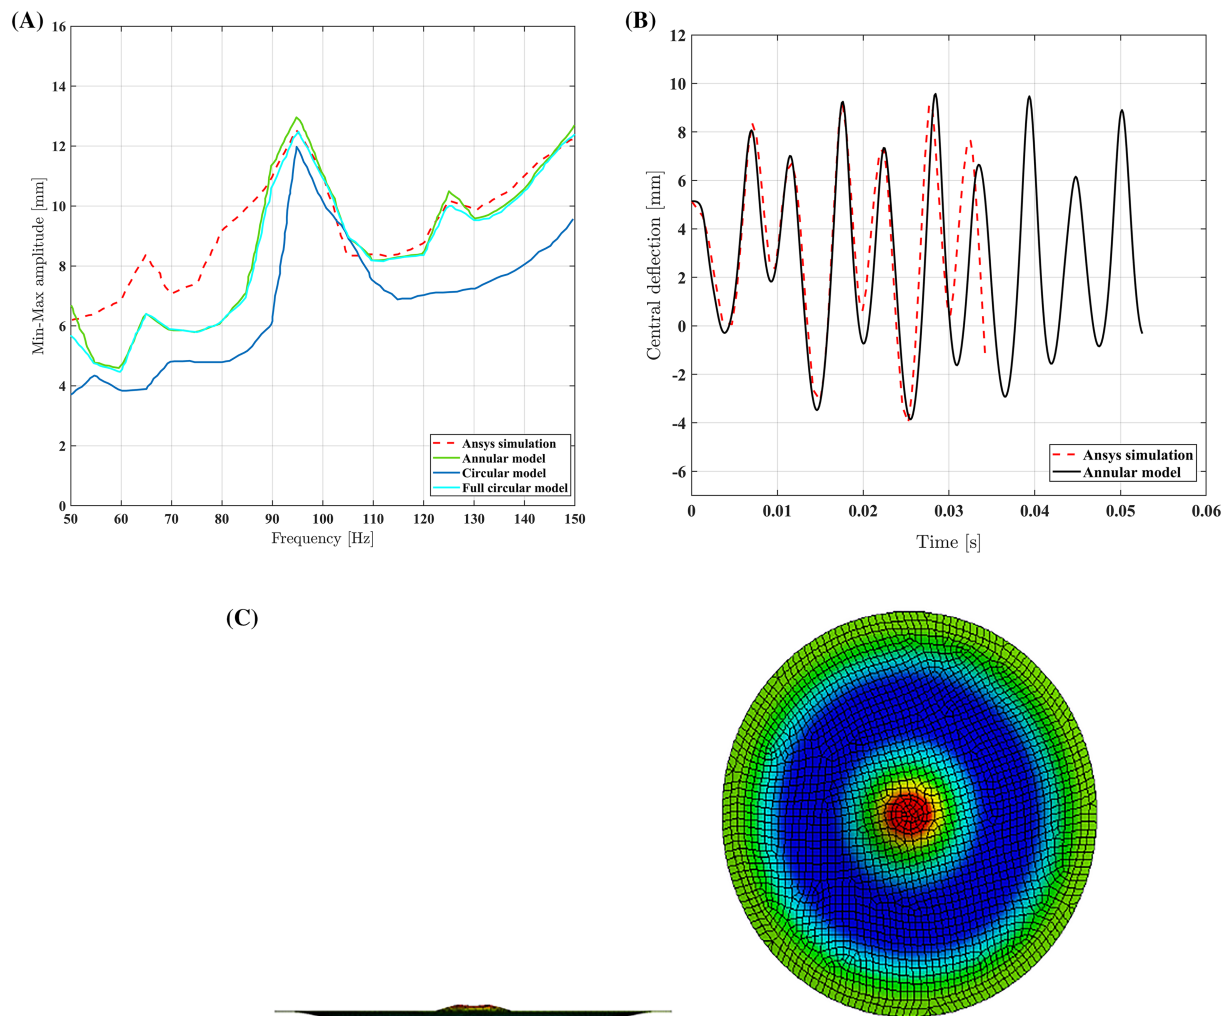 (A)
16
14
12
10
8
6
4
2
0
Min-Max amplitude [mm]
50 60 70 80 90 100 110 120 130 140 150
Frequency [Hz]
Ansys simulation
Annular model
Circular model
Full circular model
(B)
12
10
8
6
4
2
0
-2
-4
-6
Central deflection [mm]
0 0.01 0.02 0.03 0.04 0.05 0.06
Time [s]
Ansys simulation
Annular model
(C)